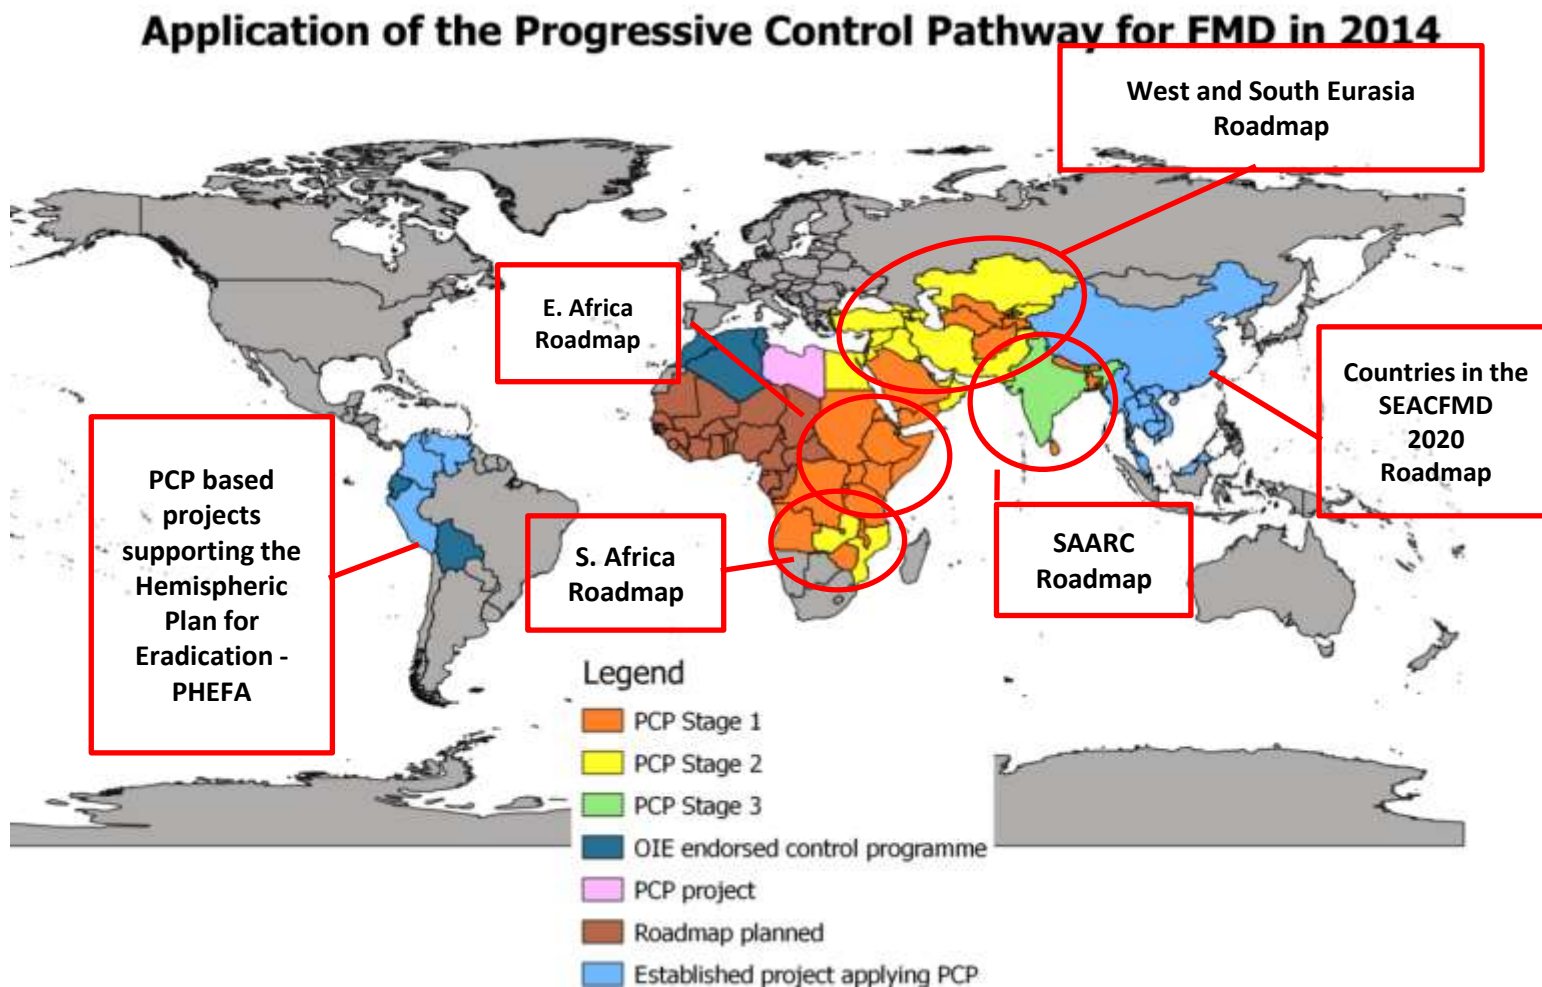 Application of the Progressive Control Pathway for FMD in 2014
West and South Eurasia
Roadmap
E. Africa
Roadmap
Countries in the
SEACFMD
2020
Roadmap
PCP based
projects
supporting the
Hemispheric
Plan for
Eradication -
PHEFA
S. Africa
Roadmap
SAARC
Roadmap
Legend
PCP Stage 1
PCP Stage 2
PCP Stage 3
OIE endorsed control programme
PCP project
Roadmap planned
Established project applying PCP